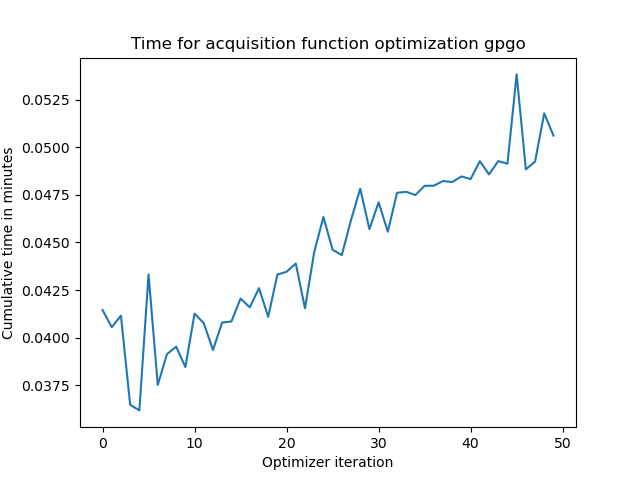 Time for acquisition function optimization gpgo
Cumulative time in minutes
0.0525
0.0500
0.0475
0.0450
0.0425
0.0400
0.0375
0 10 20 30 40 50
Optimizer iteration